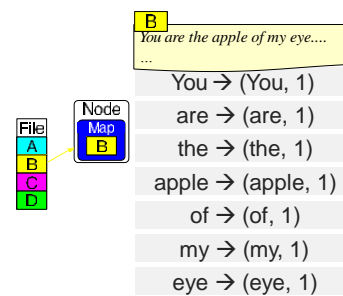 B
You are the apple of my eye....
...
You → (You, 1)
are → (are, 1)
the → (the, 1)
apple → (apple, 1)
of → (of, 1)
my → (my, 1)
eye → (eye, 1)
Node
Map
B
File
A
B
C
D